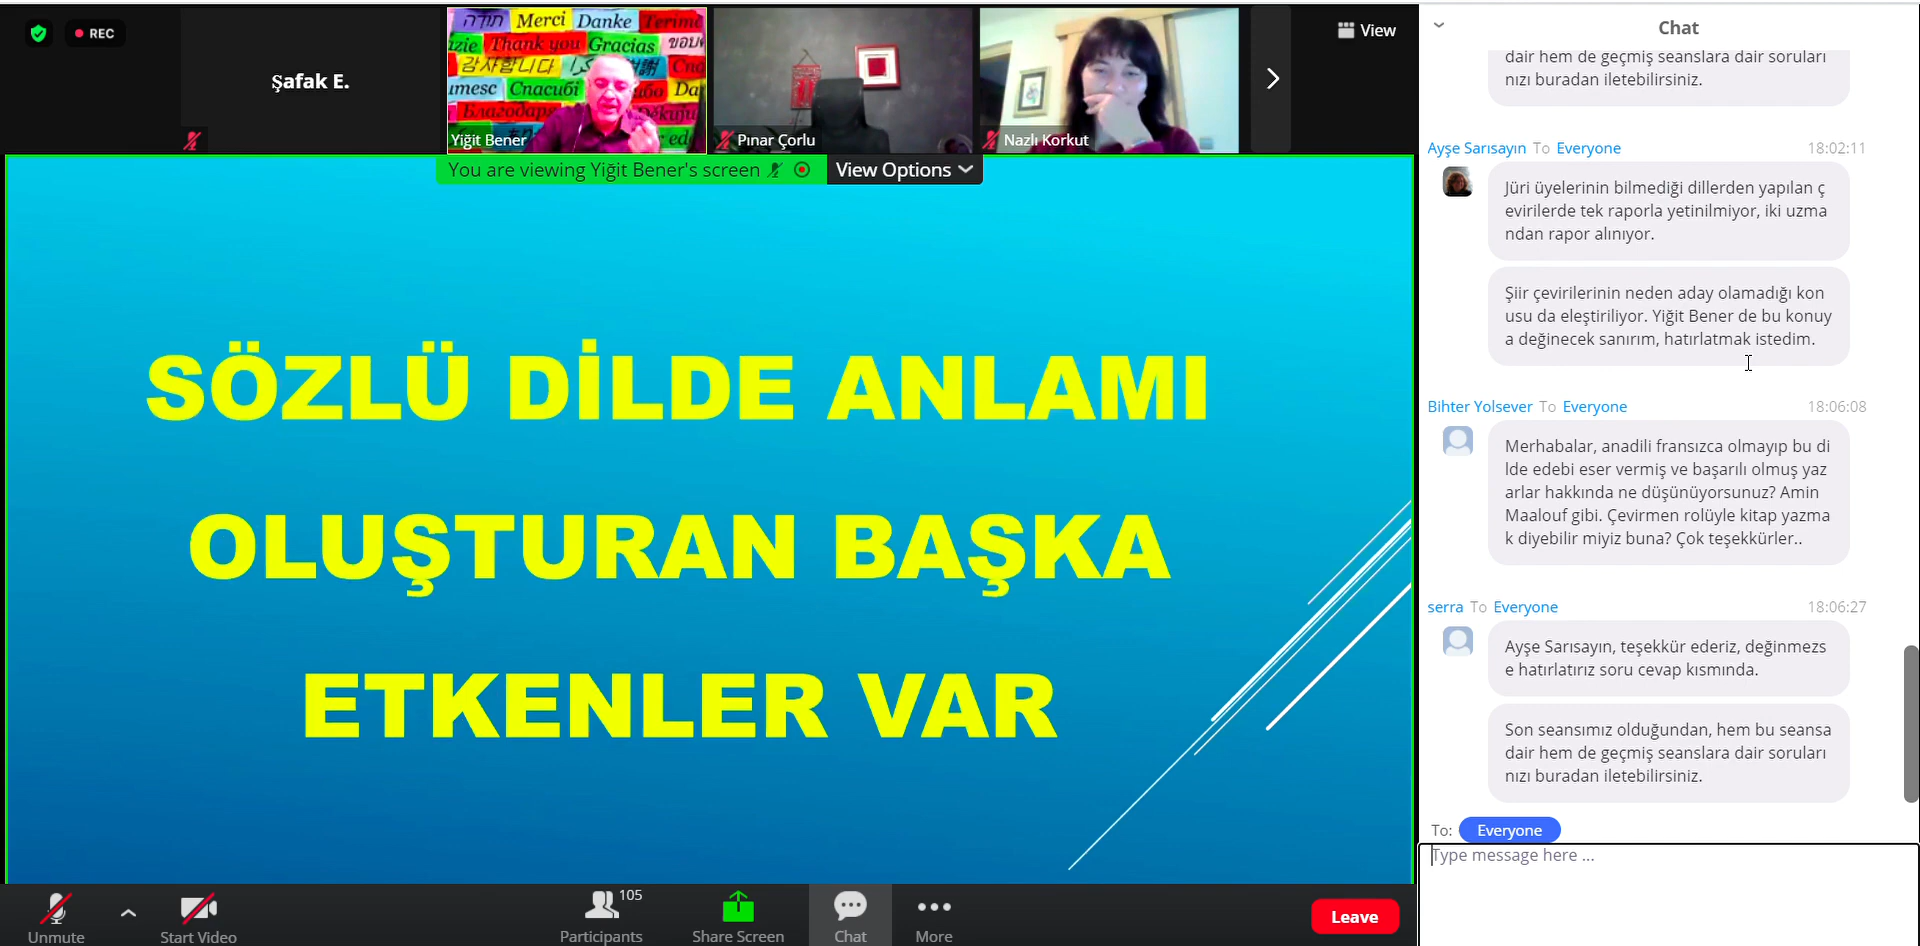 REC
Şafak E.
תודה Merci Danke
Thank you Gracias
감사합니다
Спасибі
Yiğit Bener
Pınar Çorlu
Nazlı Korkut
View
You are viewing Yiğit Bener's screen
View Options
SÖZLÜ DİLDE ANLAMI
OLUŞTURAN BAŞKA
ETKENLER VAR
Unmute
Start Video
Participants
105
Share Screen
Chat
More
Leave
Chat
dair hem de geçmiş seanslara dair soruları
nızı buradan iletebilirsiniz.
Ayşe Sarısayın To Everyone 18:02:11
Jüri üyelerinin bilmediği dillerden yapılan ç
evirilerde tek raporla yetinilmiyor, iki uzma
ndan rapor alınıyor.
Şiir çevirilerinin neden aday olamadığı kon
usu da eleştiriliyor. Yiğit Bener de bu konuy
a değinecek sanırım, hatırlatmak istedim.
Bihter Yolsever To Everyone 18:06:08
Merhabalar, anadili fransızca olmayıp bu di
lde edebi eser vermiş ve başarılı olmuş yaz
arlar hakkında ne düşünüyorsunuz? Amin
Maalouf gibi. Çevirmen rolüyle kitap yazma
k diyebilir miyiz buna? Çok teşekkürler..
serra To Everyone 18:06:27
Ayşe Sarısayın, teşekkür ederiz, değinmezs
e hatırlatırız soru cevap kısmında.
Son seansımız olduğundan, hem bu seansa
dair hem de geçmiş seanslara dair soruları
nızı buradan iletebilirsiniz.
To: Everyone
Type message here ...